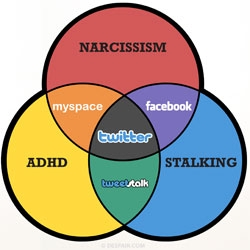 NARCISSISM
myspace
facebook
twitter
ADHD
STALKING
tweetstalk